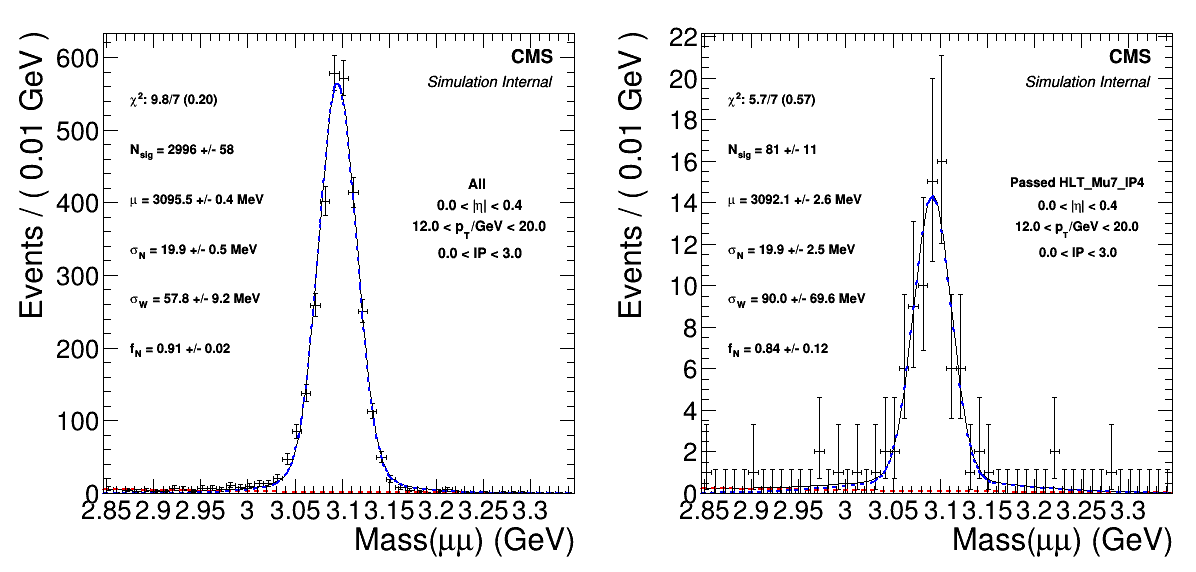 CMS
Simulation Internal
χ²: 9.8/7 (0.20)
N_sig = 2996 +/- 58
All
μ = 3095.5 +/- 0.4 MeV
0.0 < |η| < 0.4
12.0 < p_T/GeV < 20.0
σ_N = 19.9 +/- 0.5 MeV
0.0 < IP < 3.0
σ_W = 57.8 +/- 9.2 MeV
f_N = 0.91 +/- 0.02
Events / ( 0.01 GeV )
600
500
400
300
200
100
0
2.85 2.9 2.95 3 3.05 3.1 3.15 3.2 3.25 3.3
Mass(μμ) (GeV)
CMS
Simulation Internal
χ²: 5.7/7 (0.57)
N_sig = 81 +/- 11
Passed HLT_Mu7_IP4
μ = 3092.1 +/- 2.6 MeV
0.0 < |η| < 0.4
12.0 < p_T/GeV < 20.0
σ_N = 19.9 +/- 2.5 MeV
0.0 < IP < 3.0
σ_W = 90.0 +/- 69.6 MeV
f_N = 0.84 +/- 0.12
Events / ( 0.01 GeV )
22
20
18
16
14
12
10
8
6
4
2
0
2.85 2.9 2.95 3 3.05 3.1 3.15 3.2 3.25 3.3
Mass(μμ) (GeV)